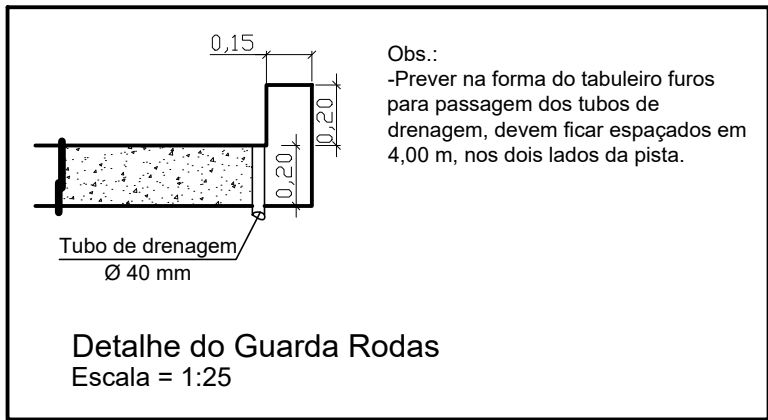 0,15
Obs.:
-Prever na forma do tabuleiro furos
para passagem dos tubos de
drenagem, devem ficar espaçados em
4,00 m, nos dois lados da pista.
0,20
0,20
Tubo de drenagem
Ø 40 mm
Detalhe do Guarda Rodas
Escala = 1:25